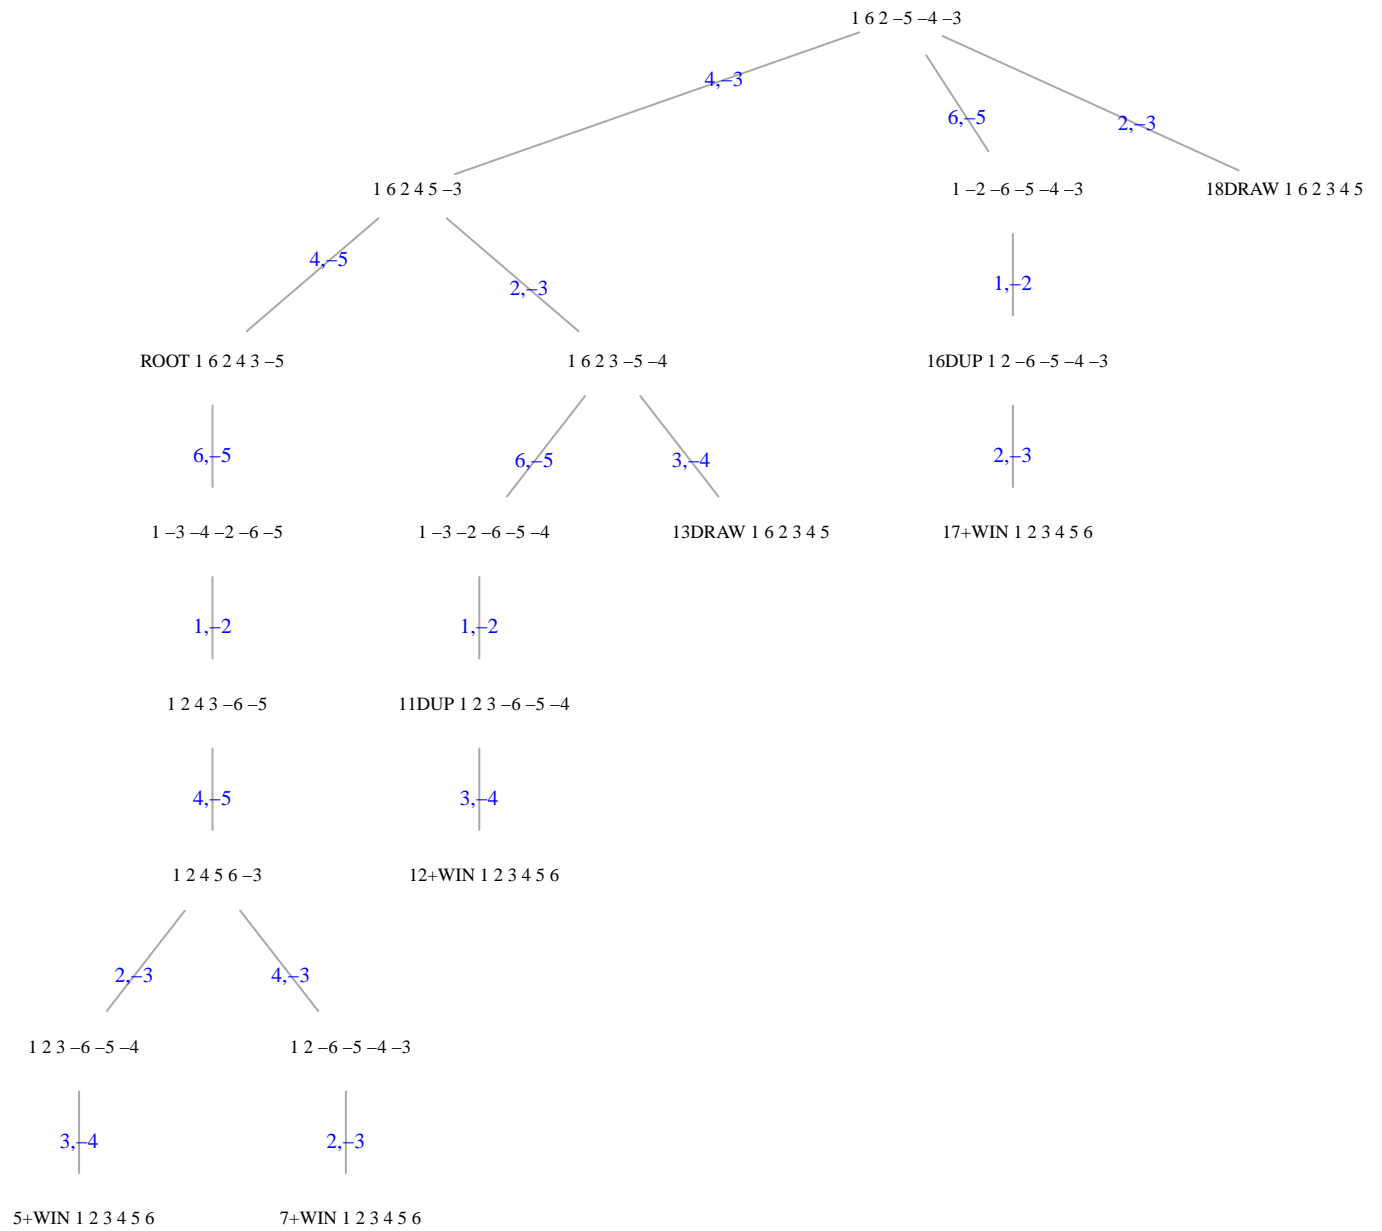 1 6 2 –5 –4 –3
4,–3
6,–5
2,–3
1 6 2 4 5 –3
1 –2 –6 –5 –4 –3
18DRAW 1 6 2 3 4 5
4,–5
2,–3
1,–2
ROOT 1 6 2 4 3 –5
1 6 2 3 –5 –4
16DUP 1 2 –6 –5 –4 –3
6,–5
6,–5
3,–4
2,–3
1 –3 –4 –2 –6 –5
1 –3 –2 –6 –5 –4
13DRAW 1 6 2 3 4 5
17+WIN 1 2 3 4 5 6
1,–2
1,–2
1 2 4 3 –6 –5
11DUP 1 2 3 –6 –5 –4
4,–5
3,–4
1 2 4 5 6 –3
12+WIN 1 2 3 4 5 6
2,–3
4,–3
1 2 3 –6 –5 –4
1 2 –6 –5 –4 –3
3,–4
2,–3
5+WIN 1 2 3 4 5 6
7+WIN 1 2 3 4 5 6